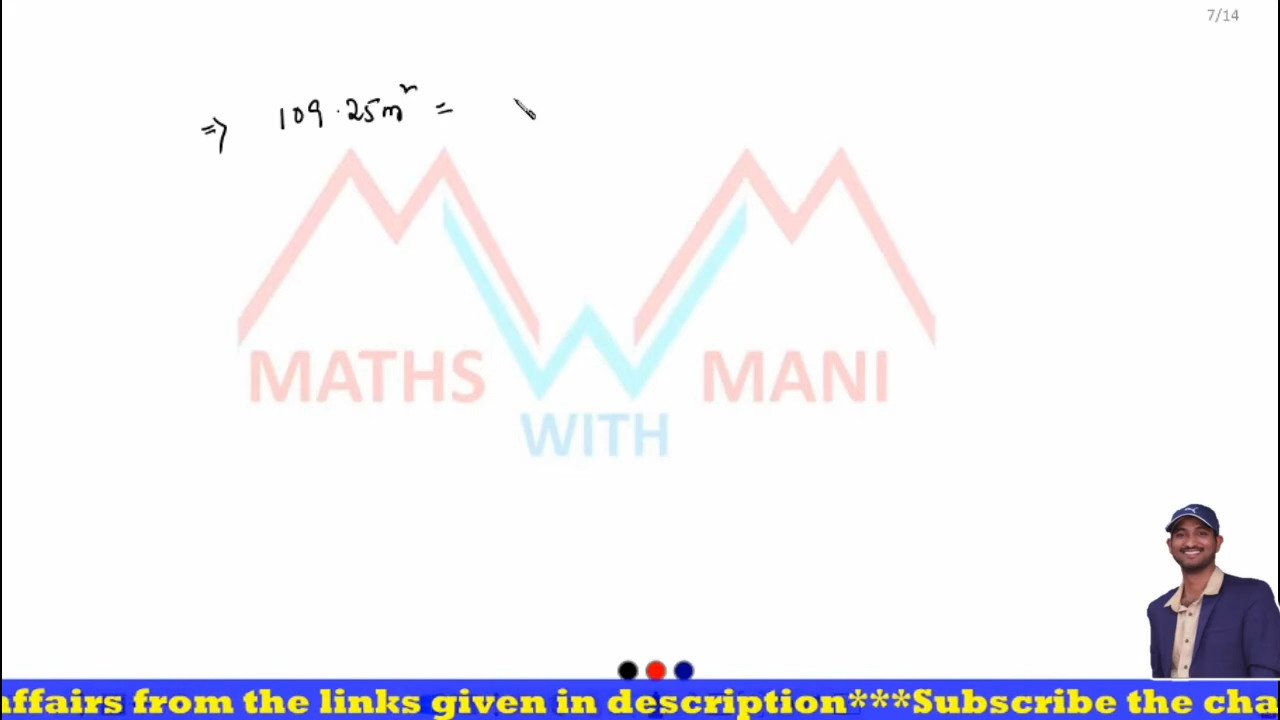 7/14
⇒ 109.25m² =
MATHS MANI
WITH
affairs from the links given in description***Subscribe the cha